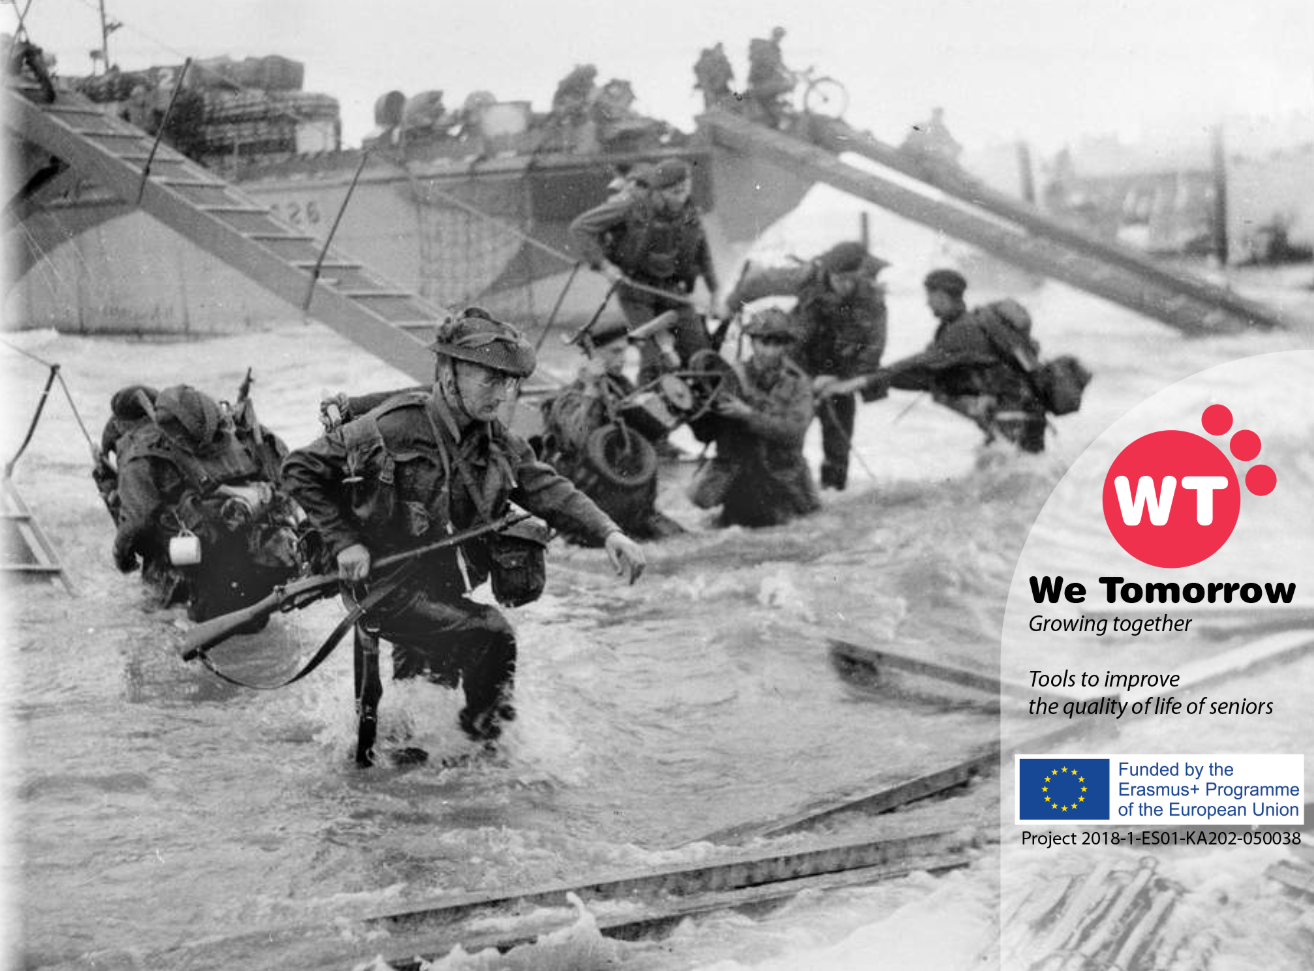 WT
We Tomorrow
Growing together
Tools to improve
the quality of life of seniors
Funded by the
Erasmus+ Programme
of the European Union
Project 2018-1-ES01-KA202-050038